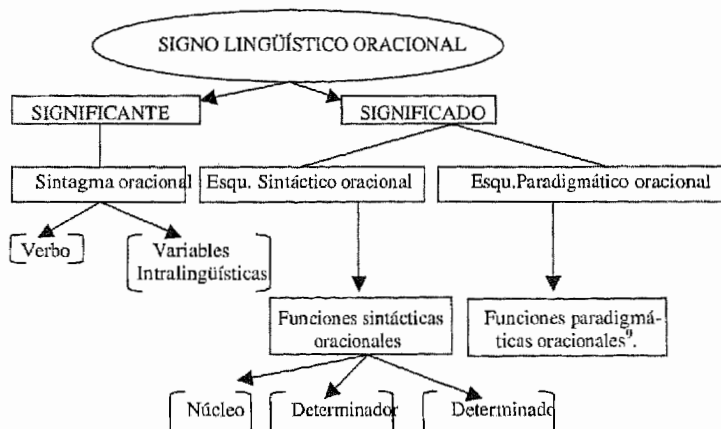 SIGNO LINGÜÍSTICO ORACIONAL
SIGNIFICANTE
SIGNIFICADO
Sintagma oracional
Esqu. Sintáctico oracional
Esqu.Paradigmático oracional
Verbo
Variables
Intralingüísticas
Funciones sintácticas
oracionales
Funciones paradigmá-
ticas oracionales⁹.
Núcleo
Determinador
Determinado